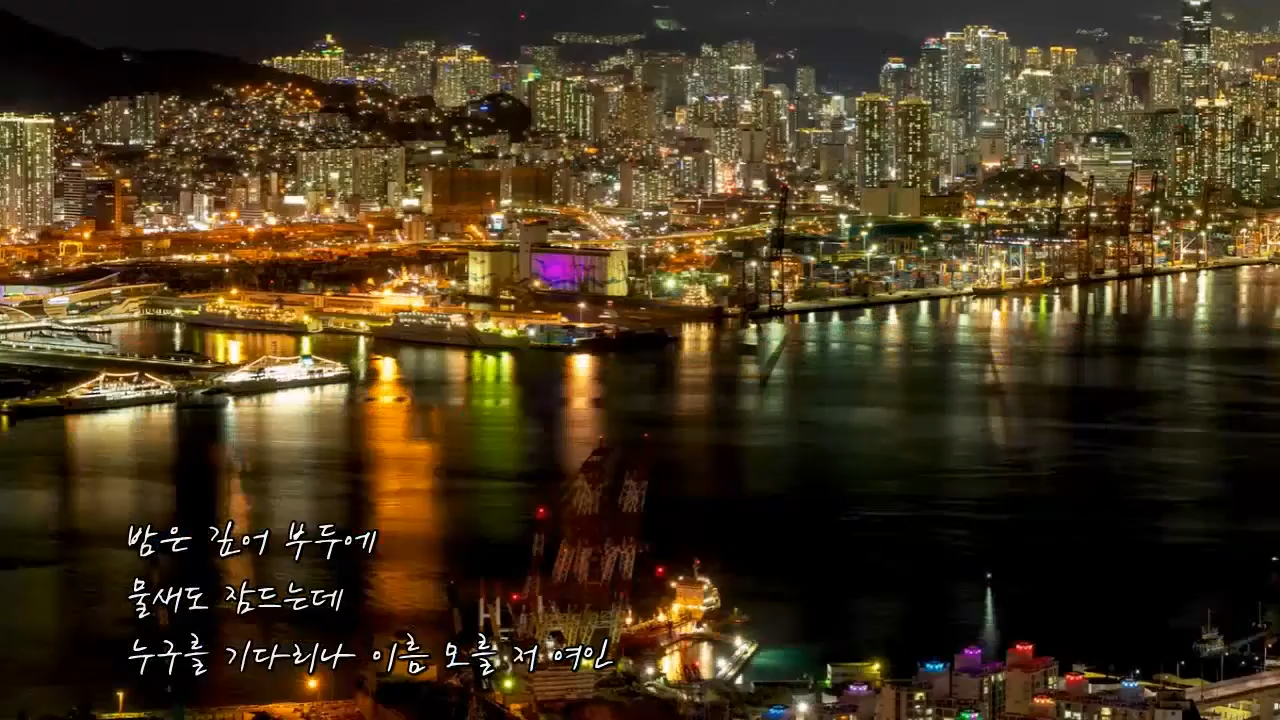 밤은 깊어 부두에
물새도 잠드는데
누구를 기다리나 이름 모를 저 여인